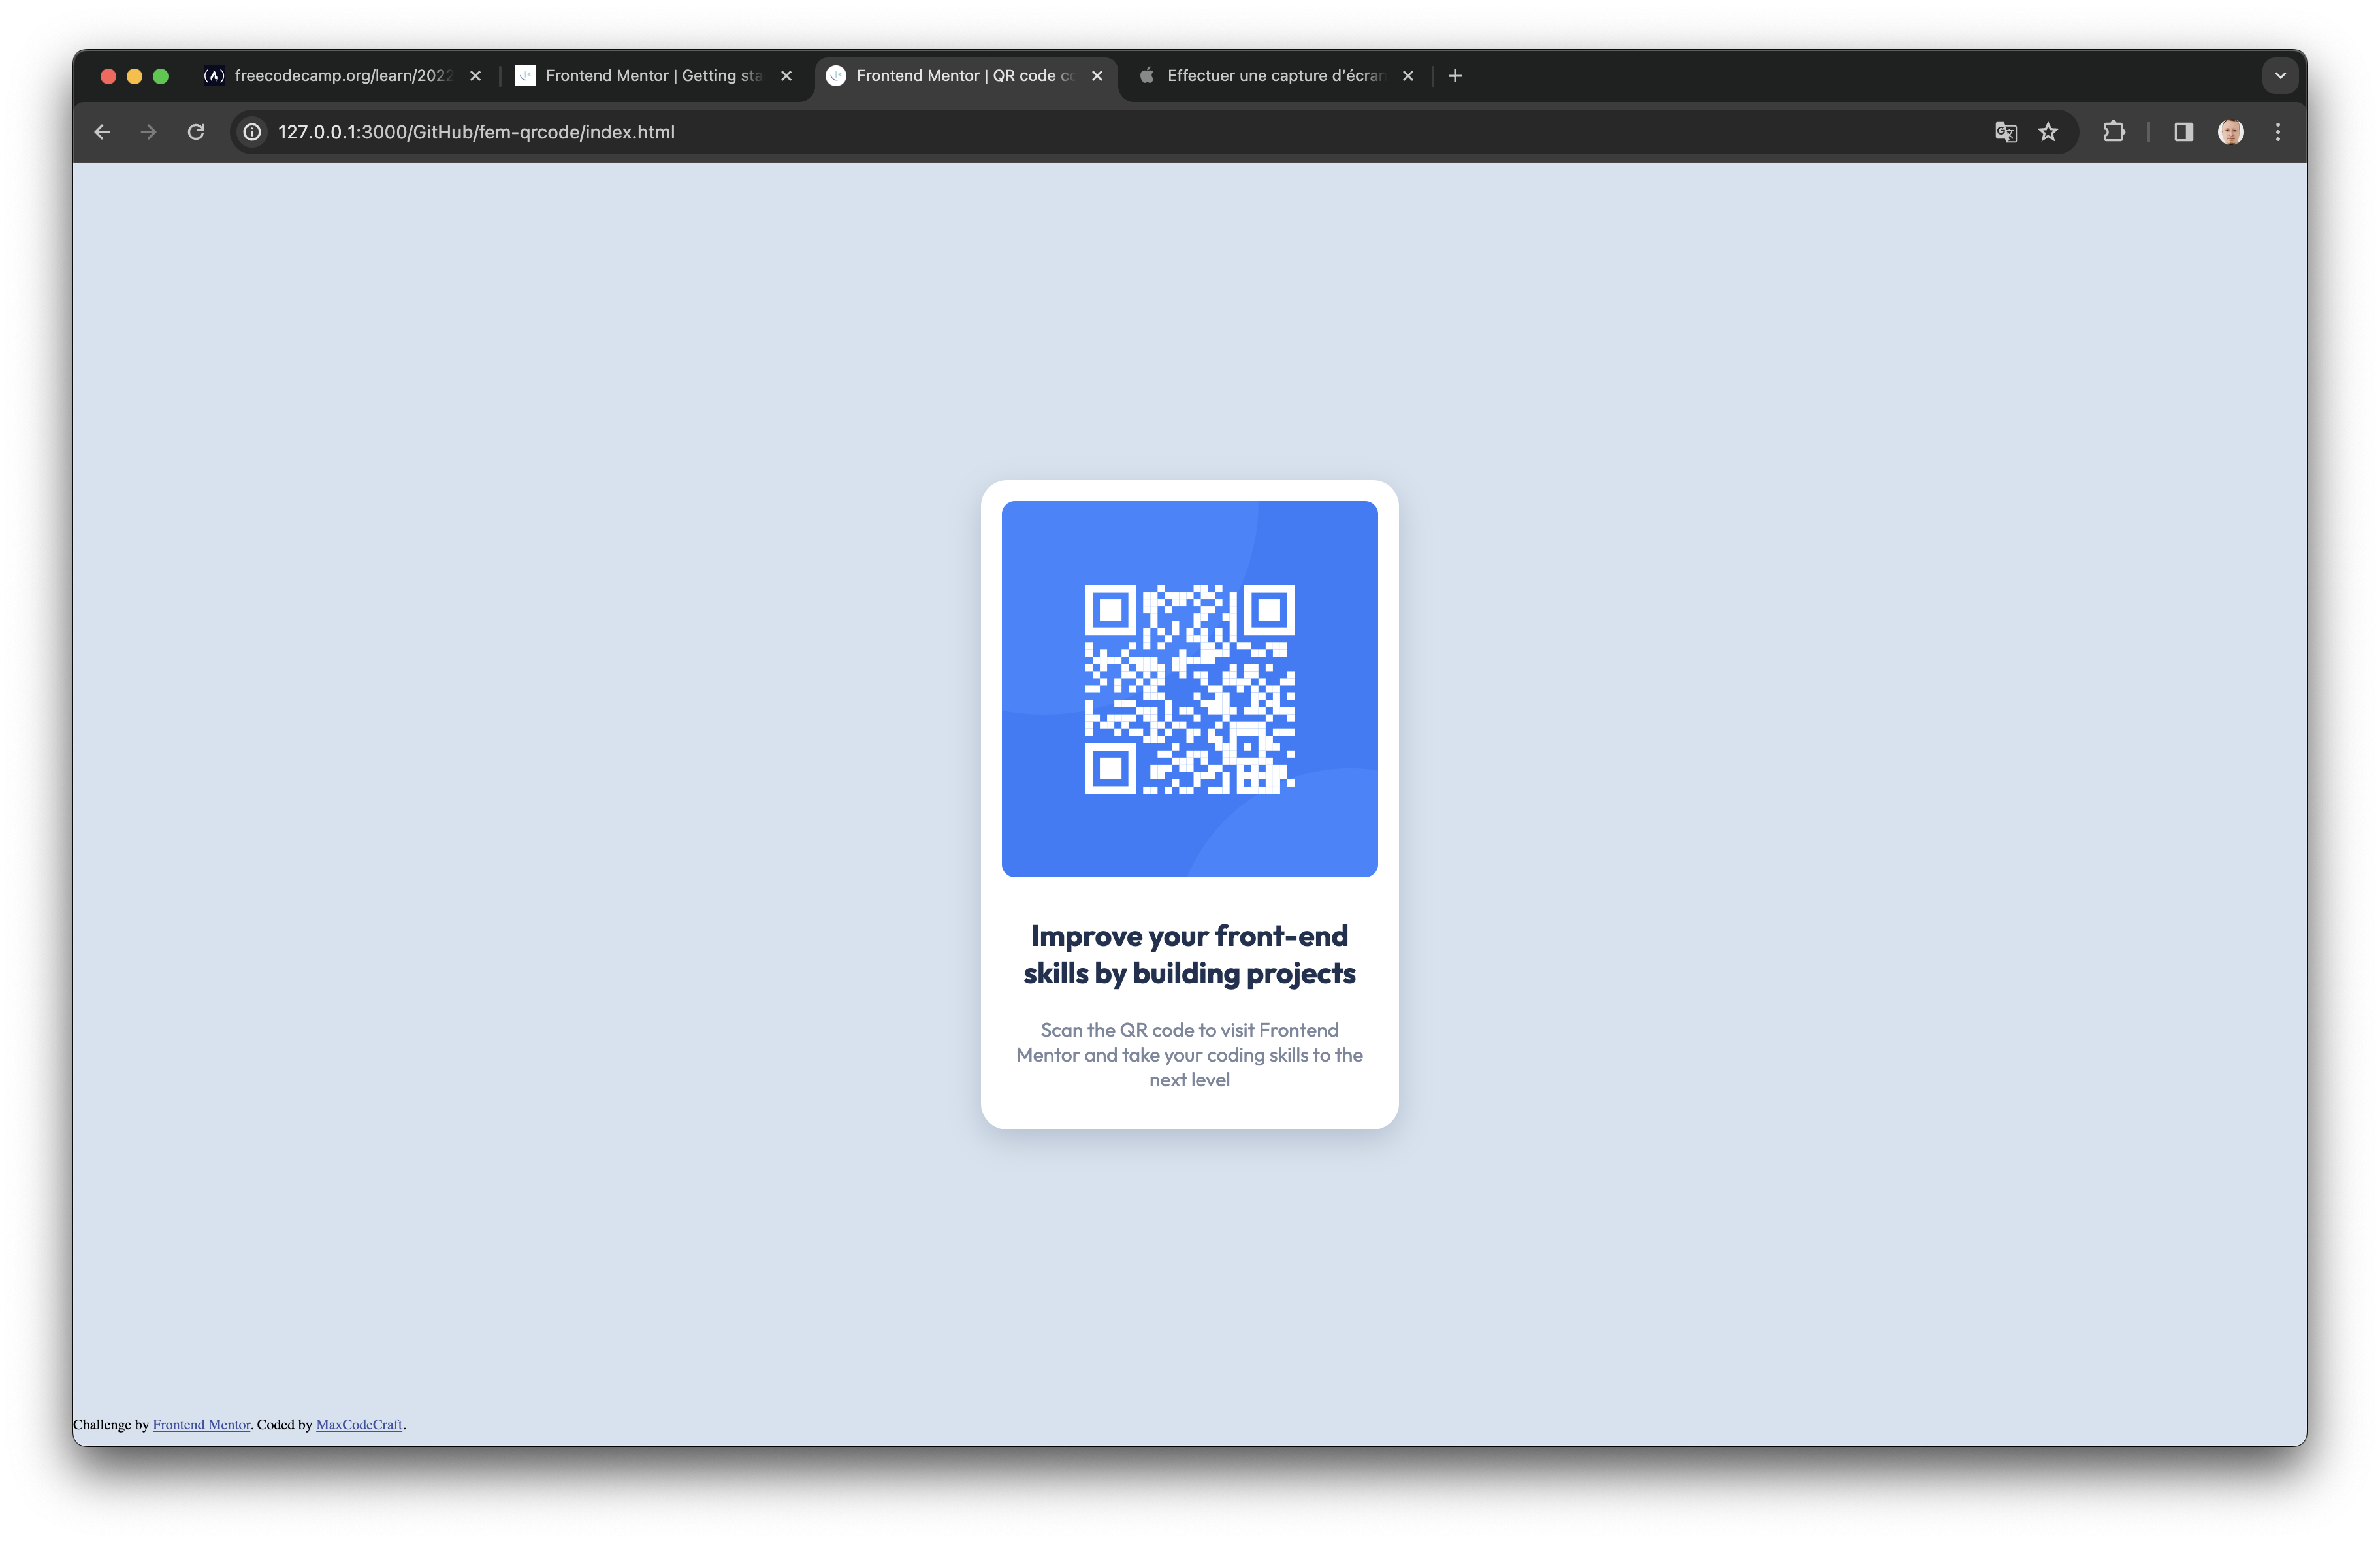 freecodecamp.org/learn/2022
Frontend Mentor | Getting sta
Frontend Mentor | QR code co
Effectuer une capture d'écran
127.0.0.1:3000/GitHub/fem-qrcode/index.html
Improve your front-end
skills by building projects
Scan the QR code to visit Frontend
Mentor and take your coding skills to the
next level
Challenge by Frontend Mentor. Coded by MaxCodeCraft.